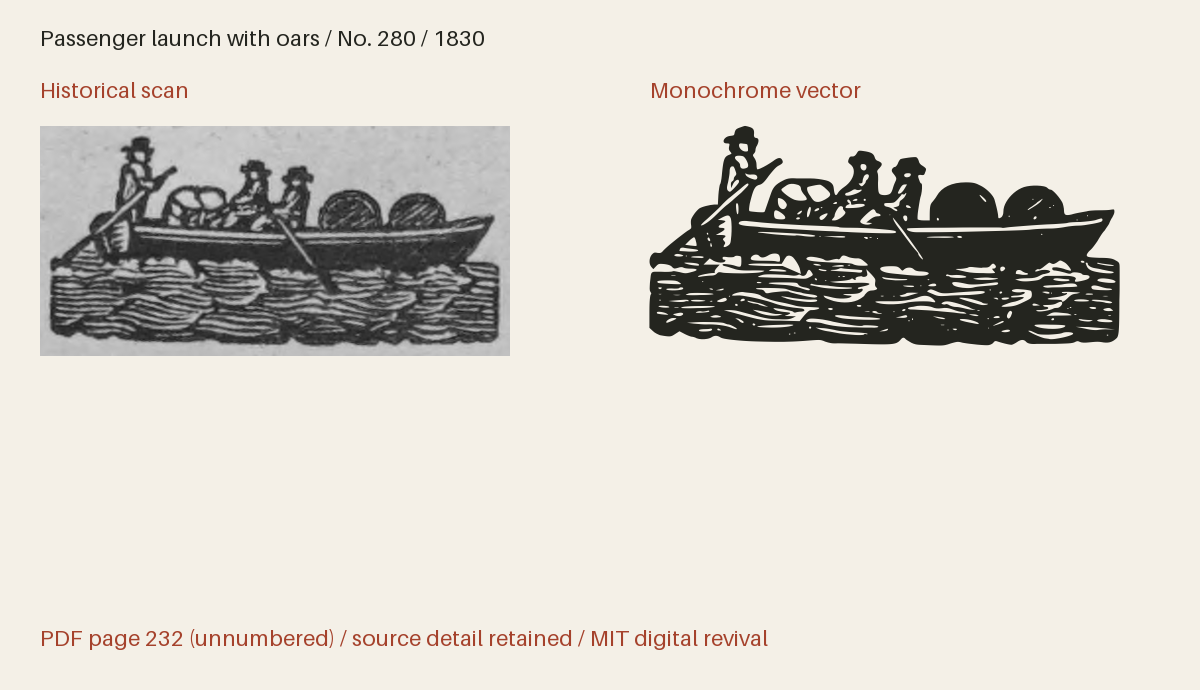 Passenger launch with oars / No. 280 / 1830
Historical scan
Monochrome vector
PDF page 232 (unnumbered) / source detail retained / MIT digital revival